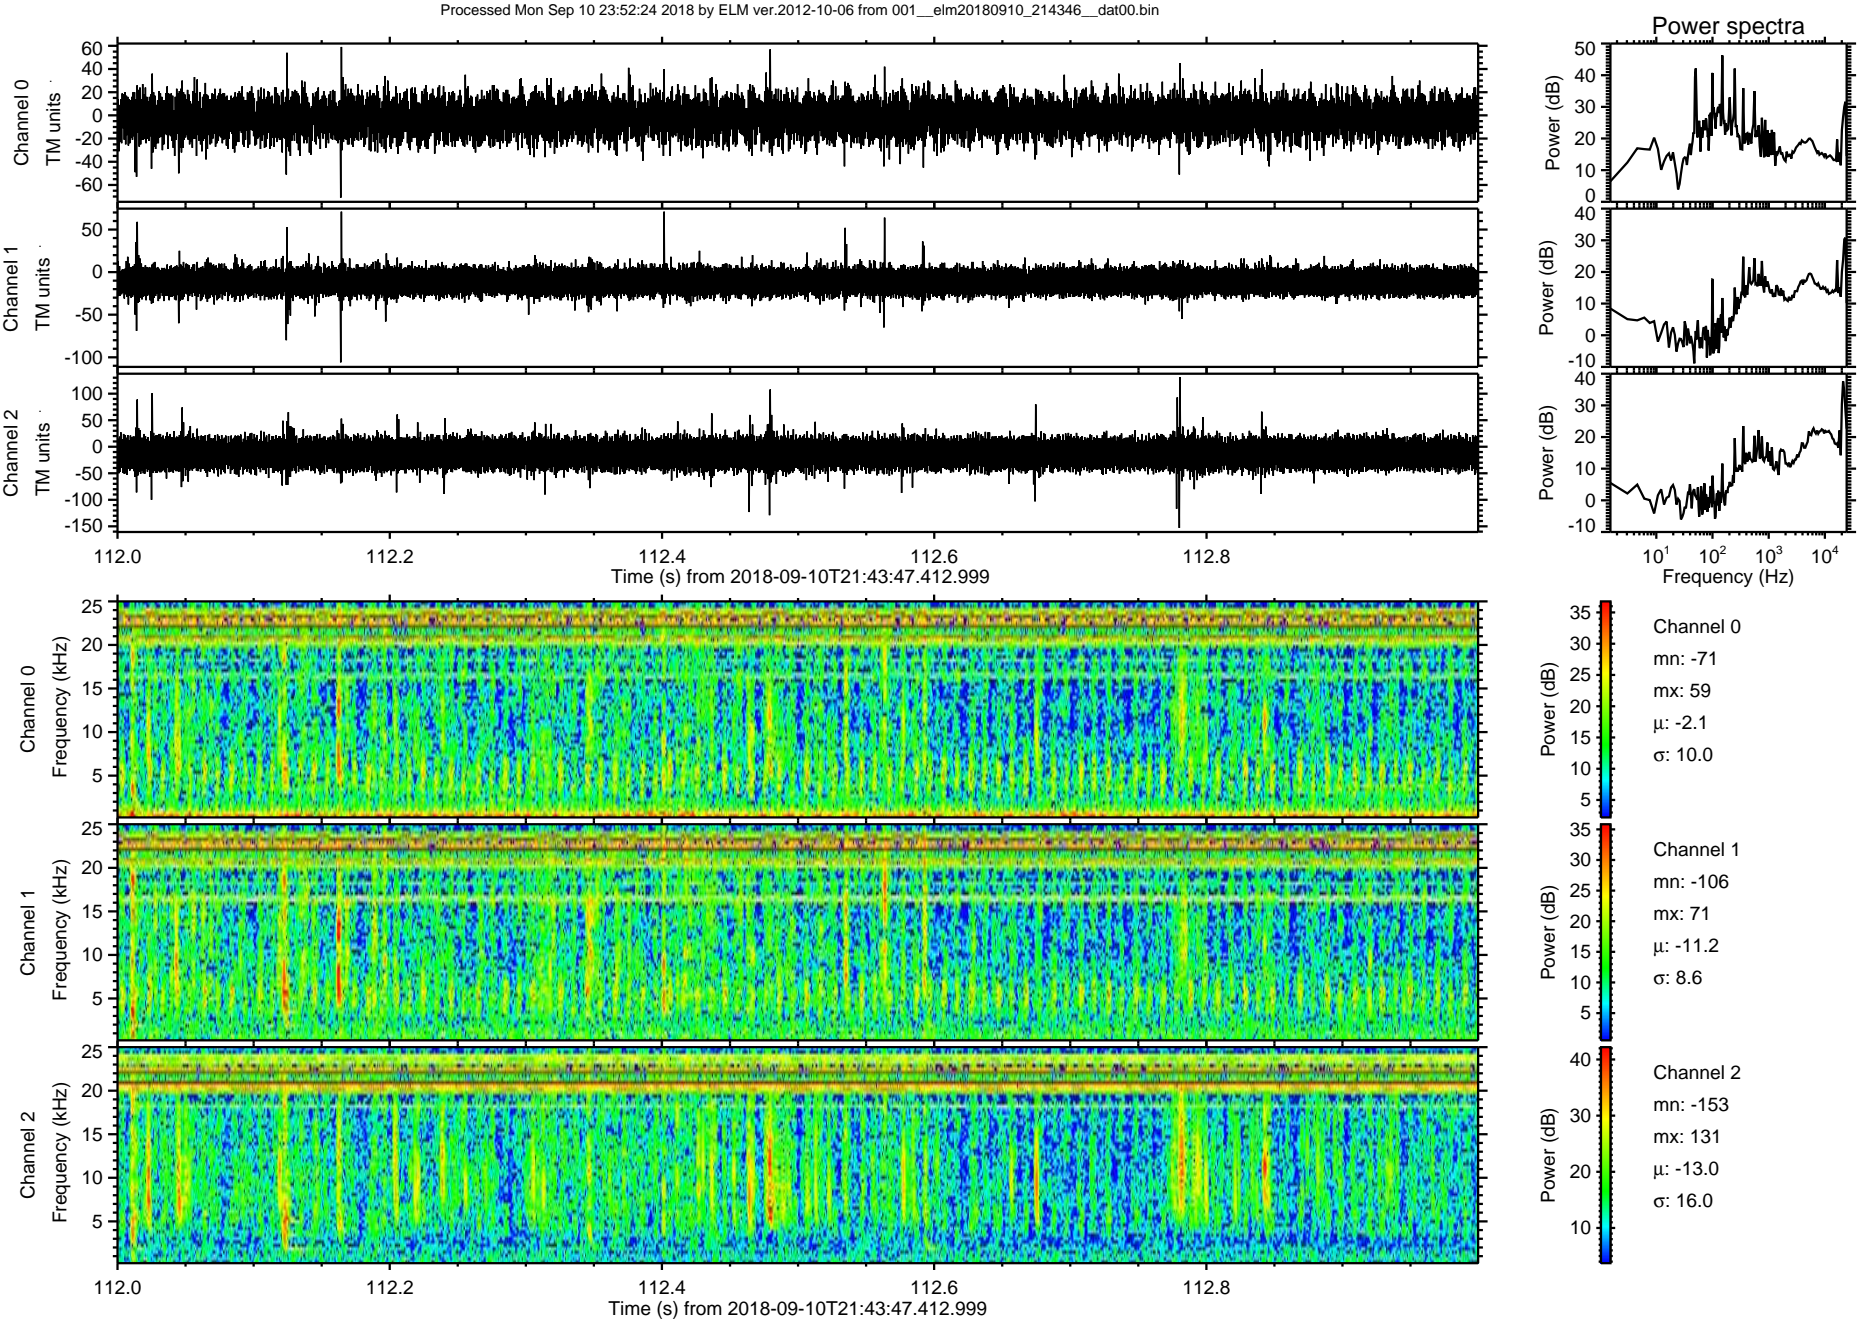 Processed Mon Sep 10 23:52:24 2018 by ELM ver.2012-10-06 from 001__elm20180910_214346__dat00.bin
Power spectra
Channel 0
TM units
60
40
20
0
-20
-40
-60
Power (dB)
50
40
30
20
10
0
Channel 1
TM units
50
0
-50
-100
Power (dB)
40
30
20
10
0
-10
Channel 2
TM units
100
50
0
-50
-100
-150
Power (dB)
40
30
20
10
0
-10
112.0 112.2 112.4 112.6 112.8
Time (s) from 2018-09-10T21:43:47.412.999
10¹ 10² 10³ 10⁴
Frequency (Hz)
Channel 0
Frequency (kHz)
25
20
15
10
5
Power (dB)
35
30
25
20
15
10
5
Channel 0
mn: -71
mx: 59
μ: -2.1
σ: 10.0
Channel 1
Frequency (kHz)
25
20
15
10
5
Power (dB)
35
30
25
20
15
10
5
Channel 1
mn: -106
mx: 71
μ: -11.2
σ: 8.6
Channel 2
Frequency (kHz)
25
20
15
10
5
Power (dB)
40
30
20
10
Channel 2
mn: -153
mx: 131
μ: -13.0
σ: 16.0
112.0 112.2 112.4 112.6 112.8
Time (s) from 2018-09-10T21:43:47.412.999